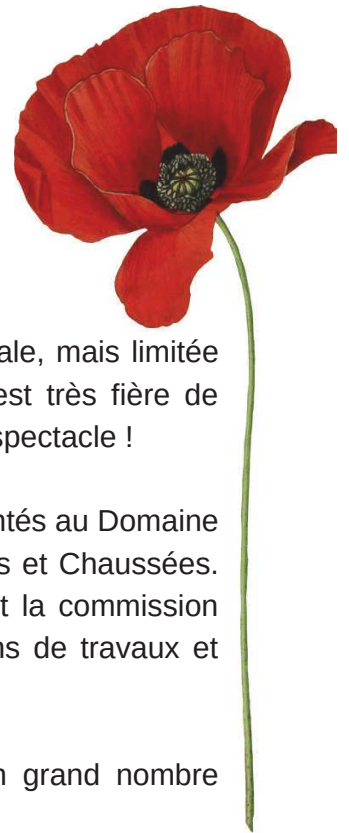 ale, mais limitée
est très fière de
spectacle !
ntés au Domaine
s et Chaussées.
t la commission
ns de travaux et
n grand nombre